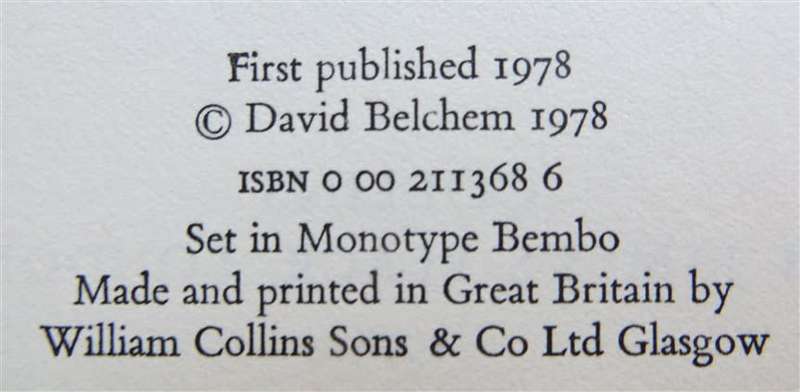 First published 1978
© David Belchem 1978
ISBN 0 00 211368 6
Set in Monotype Bembo
Made and printed in Great Britain by
William Collins Sons & Co Ltd Glasgow